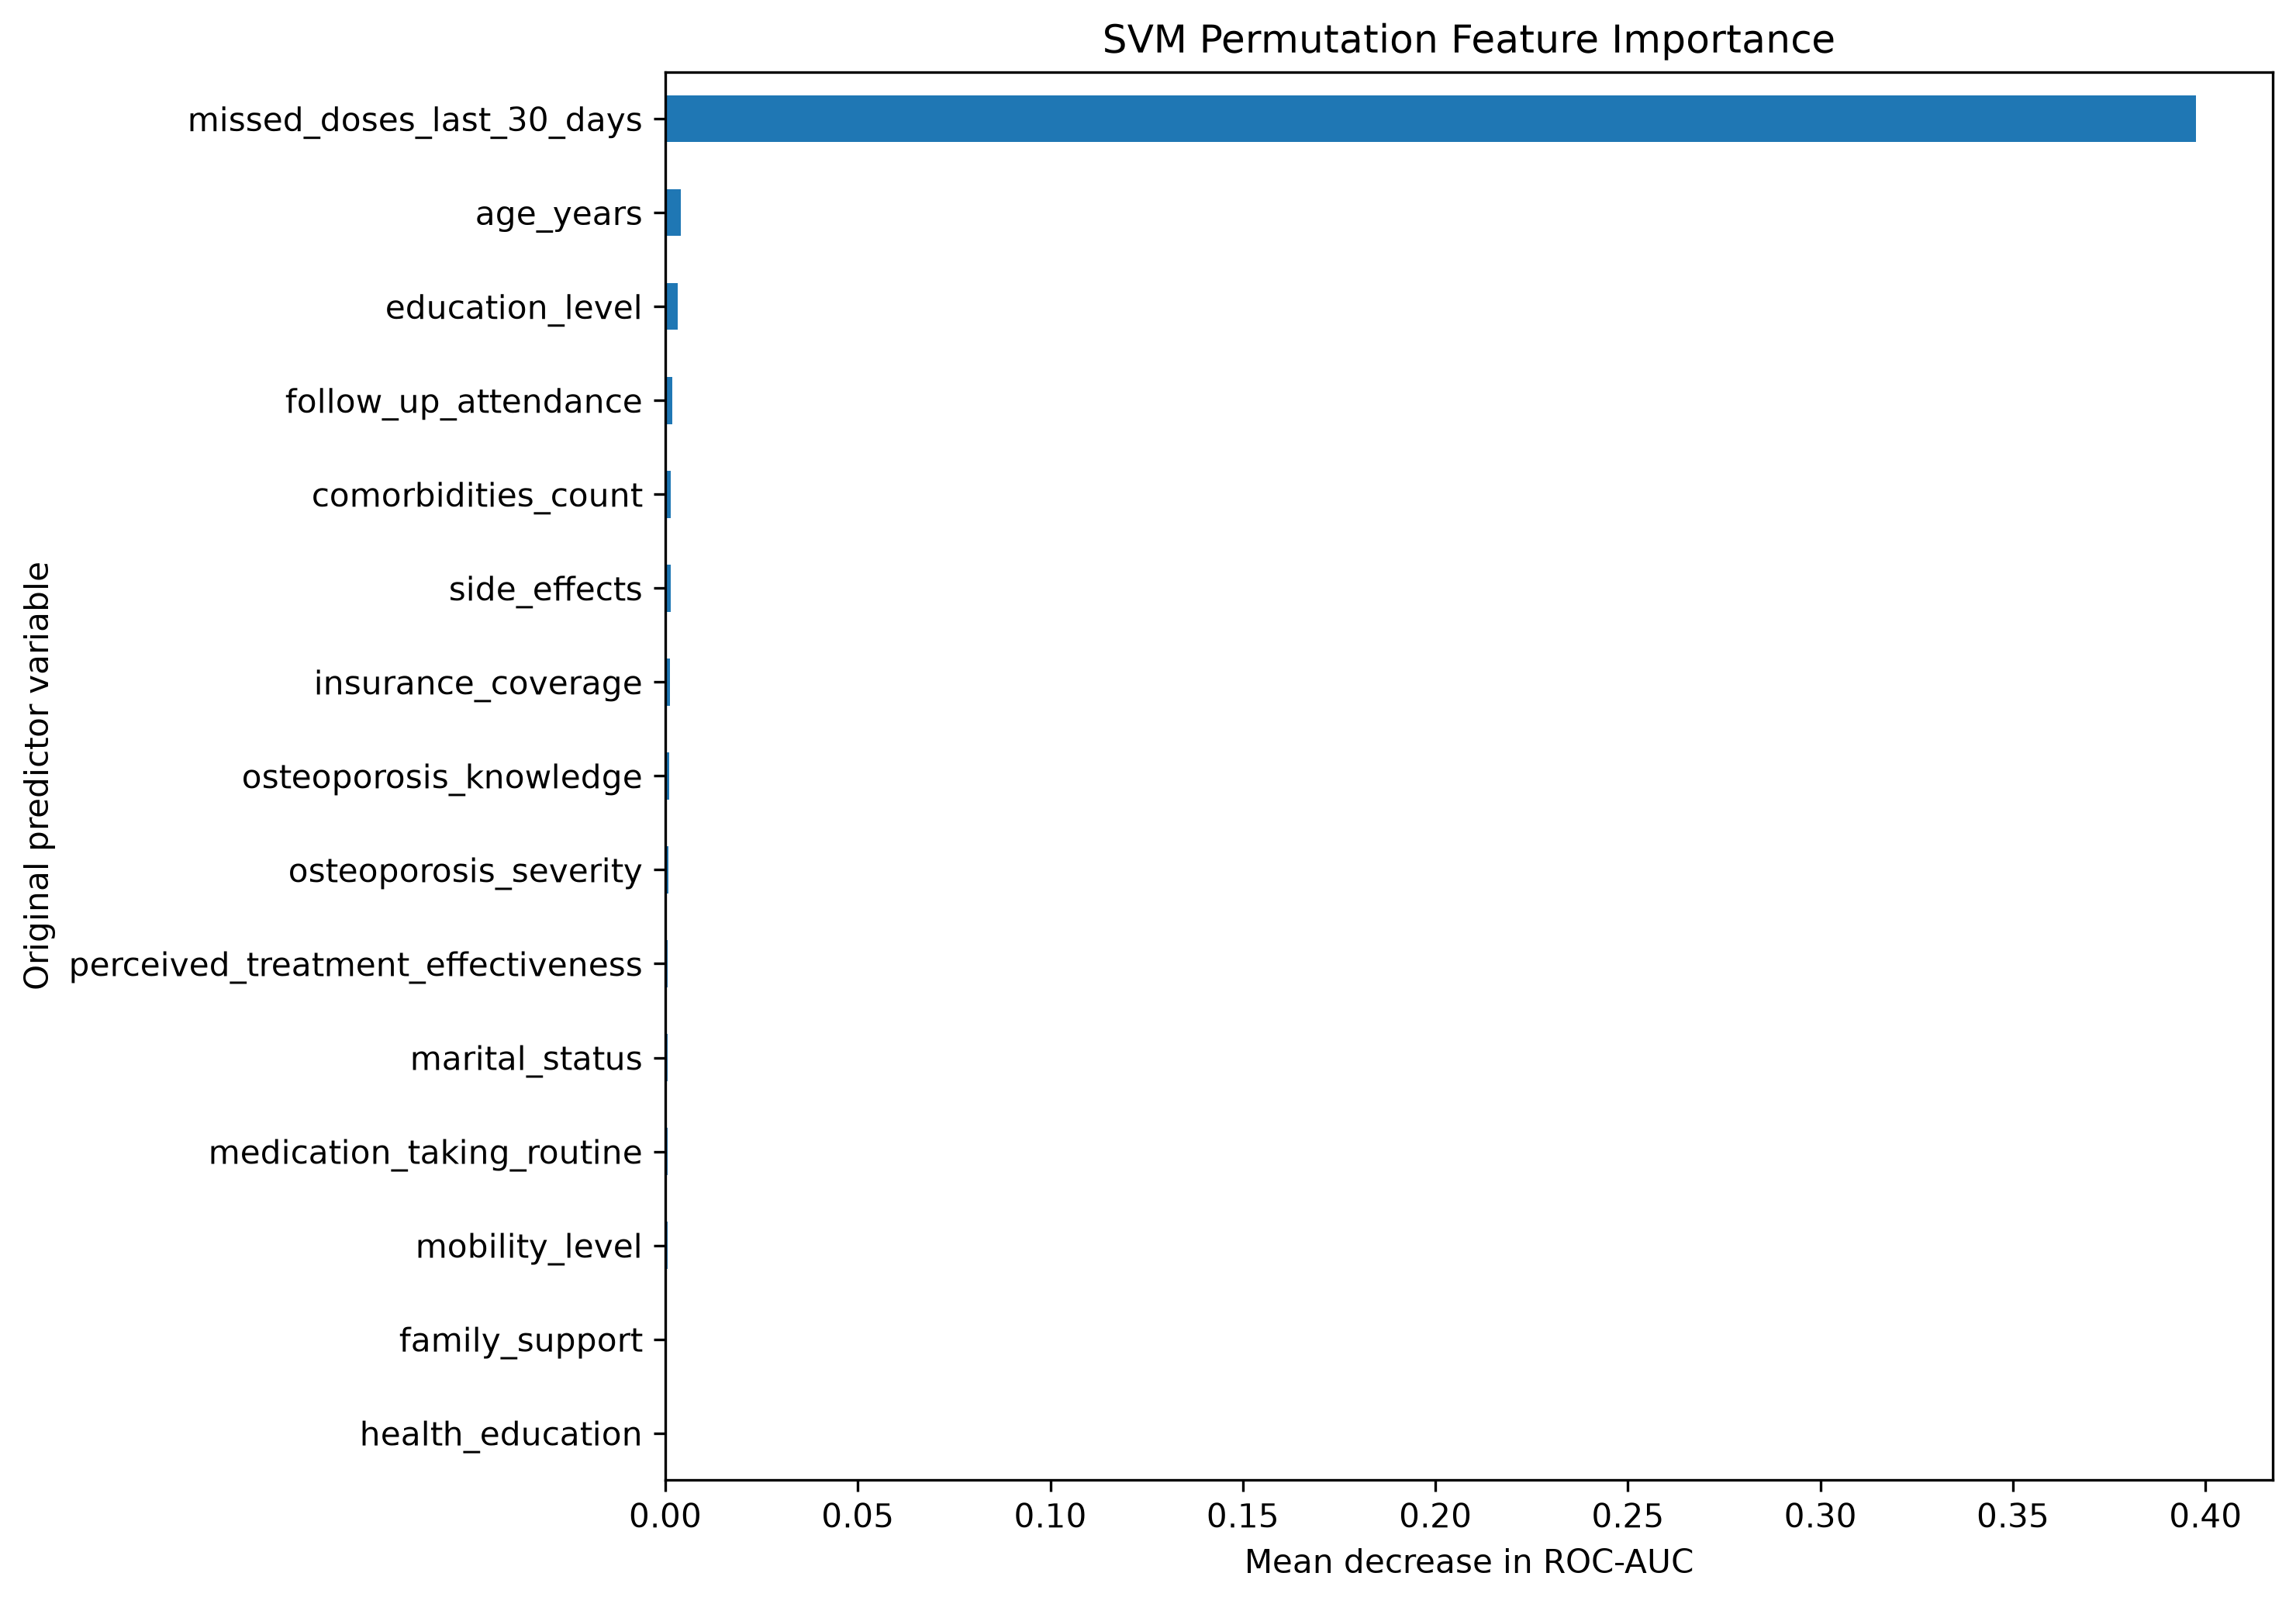 SVM Permutation Feature Importance
Original predictor variable
missed_doses_last_30_days
age_years
education_level
follow_up_attendance
comorbidities_count
side_effects
insurance_coverage
osteoporosis_knowledge
osteoporosis_severity
perceived_treatment_effectiveness
marital_status
medication_taking_routine
mobility_level
family_support
health_education
0.00 0.05 0.10 0.15 0.20 0.25 0.30 0.35 0.40
Mean decrease in ROC-AUC